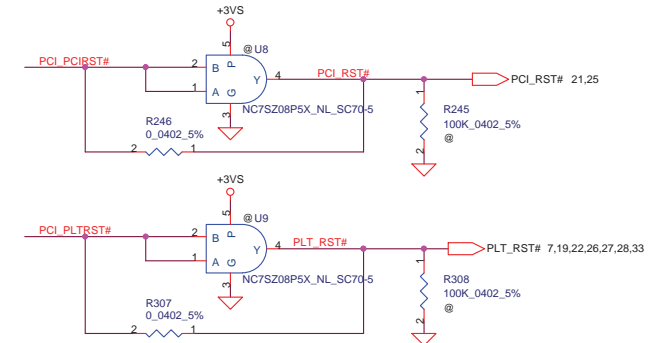 +3VS
5
@ U8
PCI_PCIRST#
2
B
P
Y
4
PCI_RST#
PCI_RST# 21,25
1
A
G
3
NC7SZ08P5X_NL_SC70-5
1
R245
100K_0402_5%
@
2
R246
0_0402_5%
2
1
+3VS
5
@ U9
PCI_PLTRST#
2
B
P
Y
4
PLT_RST#
PLT_RST# 7,19,22,26,27,28,33
1
A
G
3
NC7SZ08P5X_NL_SC70-5
1
R308
100K_0402_5%
@
2
R307
0_0402_5%
2
1